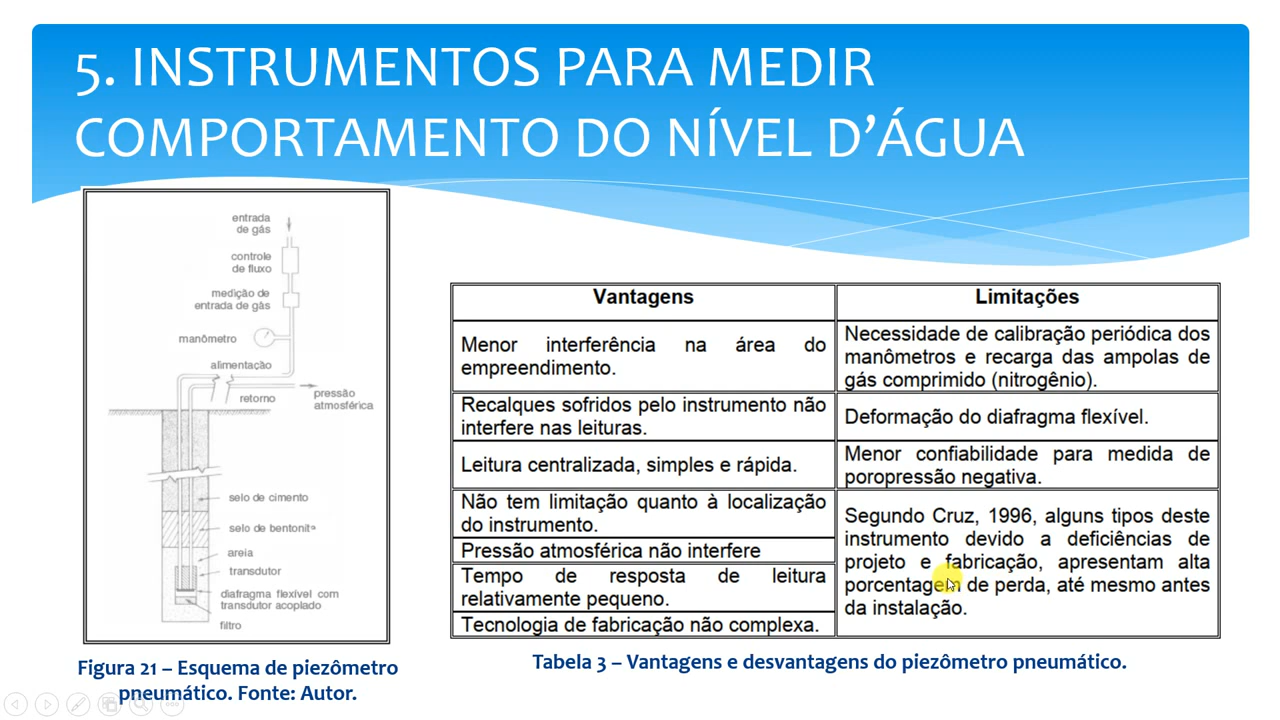 5. INSTRUMENTOS PARA MEDIR
COMPORTAMENTO DO NÍVEL D’ÁGUA
entrada
de gás
controle
de fluxo
medição de
entrada de gás
manômetro
alimentação
retorno
pressão
atmosférica
selo de cimento
selo de bentonita
areia
transdutor
diafragma flexível com
transdutor acoplado
filtro
Figura 21 – Esquema de piezômetro
pneumático. Fonte: Autor.
Vantagens
Limitações
Menor interferência na área do
empreendimento.
Necessidade de calibração periódica dos
manômetros e recarga das ampolas de
gás comprimido (nitrogênio).
Recalques sofridos pelo instrumento não
interfere nas leituras.
Deformação do diafragma flexível.
Leitura centralizada, simples e rápida.
Menor confiabilidade para medida de
poropressão negativa.
Não tem limitação quanto à localização
do instrumento.
Pressão atmosférica não interfere
Tempo de resposta de leitura
relativamente pequeno.
Tecnologia de fabricação não complexa.
Segundo Cruz, 1996, alguns tipos deste
instrumento devido a deficiências de
projeto e fabricação, apresentam alta
porcentagem de perda, até mesmo antes
da instalação.
Tabela 3 – Vantagens e desvantagens do piezômetro pneumático.